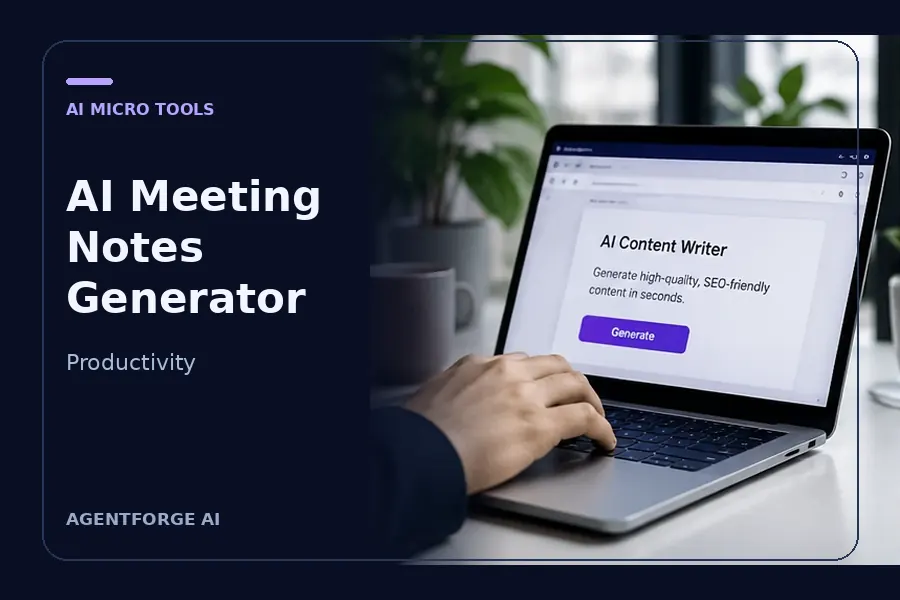 AI MICRO TOOLS
AI Meeting
Notes
Generator
Productivity
AGENTFORGE AI
AI Content Writer
Generate high-quality, SEO-friendly
content in seconds.
Generate